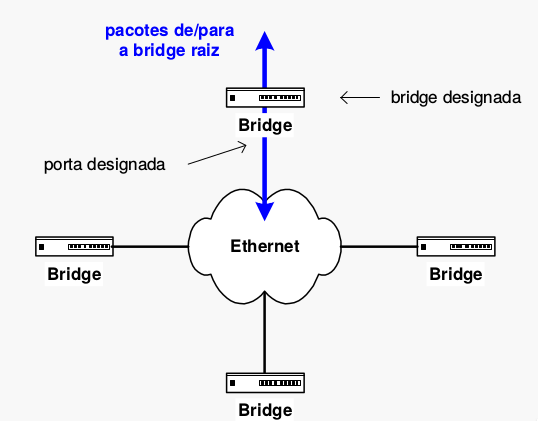 pacotes de/para
a bridge raiz
bridge designada
Bridge
porta designada
Ethernet
Bridge
Bridge
Bridge